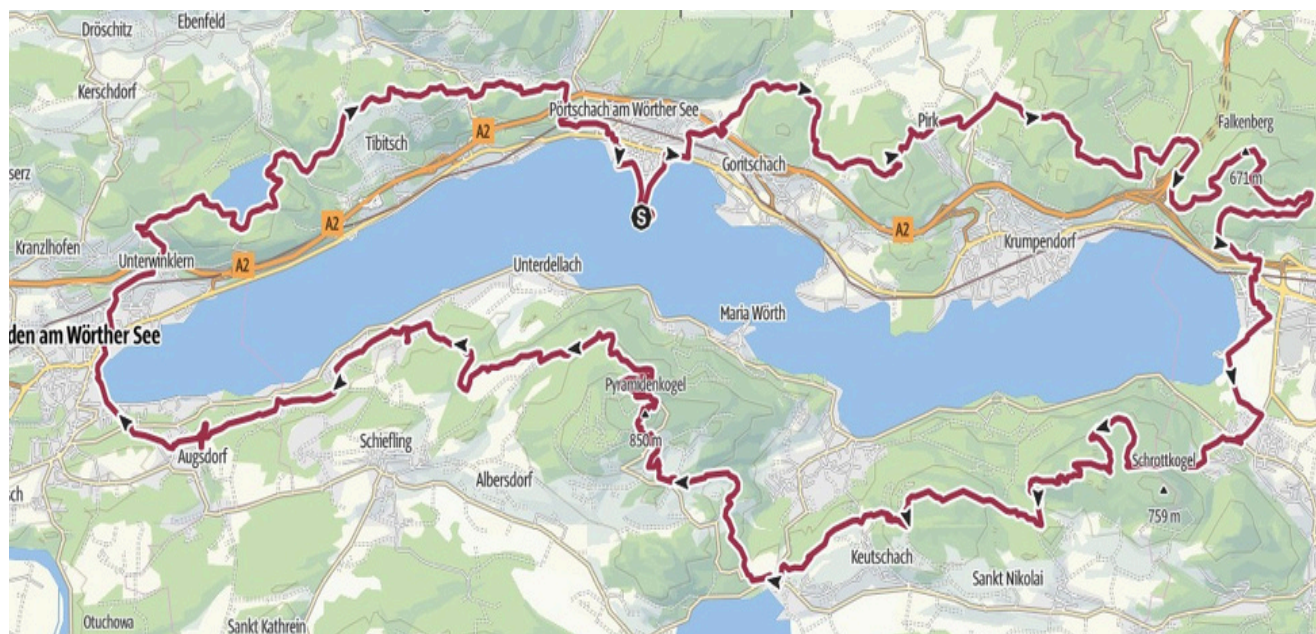 Ebenfeld
Dröschitz
Kerschdorf
Pörtschach am Wörther See
A2
Tibitsch
Pirk
Falkenberg
Goritschach
671 m
serz
A2
A2
Kranzlhofen
Unterwinklern
A2
Unterdellach
Krumpendorf
Maria Wörth
den am Wörther See
Pyramidenkogel
850 m
Schiefling
Augsdorf
Albersdorf
Schrottkogel
759 m
sch
Keutschach
Sankt Nikolai
Otuchowa
Sankt Kathrein
S